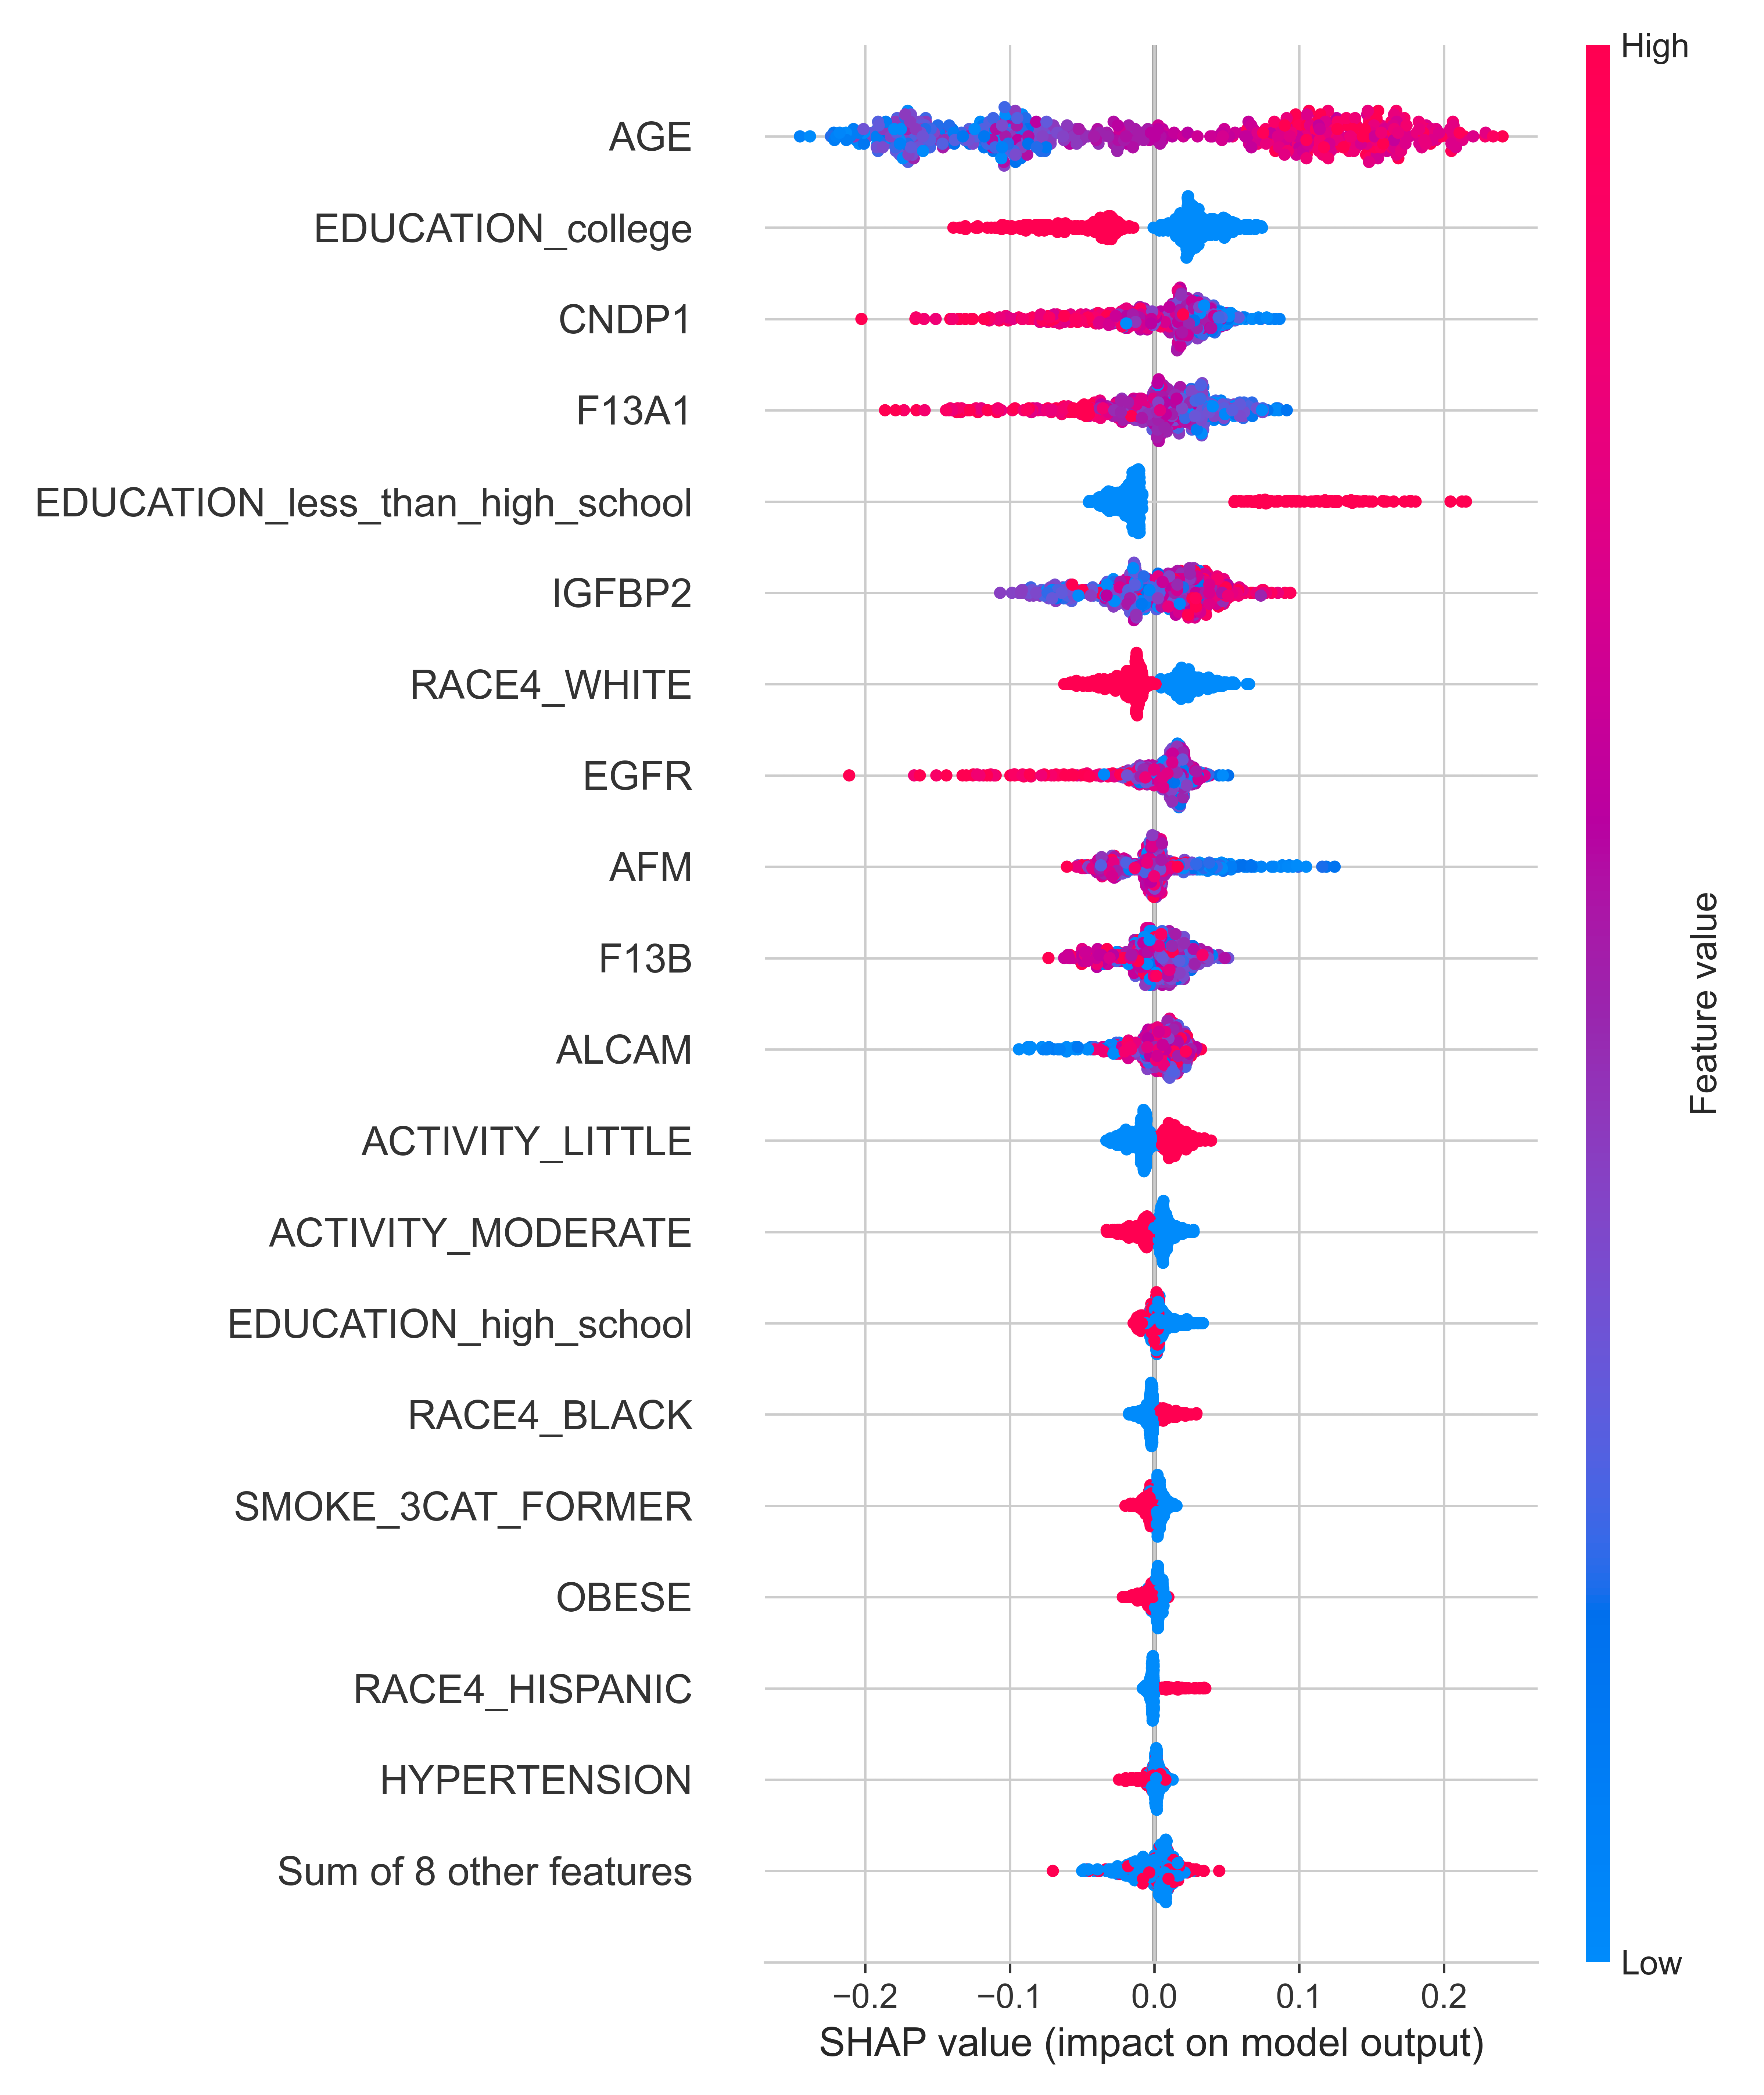 High
AGE
EDUCATION_college
CNDP1
F13A1
EDUCATION_less_than_high_school
IGFBP2
RACE4_WHITE
EGFR
AFM
F13B
ALCAM
ACTIVITY_LITTLE
ACTIVITY_MODERATE
EDUCATION_high_school
RACE4_BLACK
SMOKE_3CAT_FORMER
OBESE
RACE4_HISPANIC
HYPERTENSION
Sum of 8 other features
Feature value
Low
−0.2 −0.1 0.0 0.1 0.2
SHAP value (impact on model output)